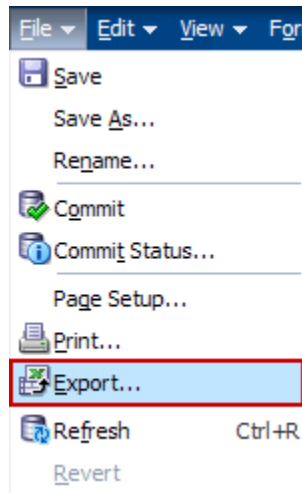 File Edit View For
Save
Save As...
Rename...
Commit
Commit Status...
Page Setup...
Print...
Export...
Refresh Ctrl+R
Revert